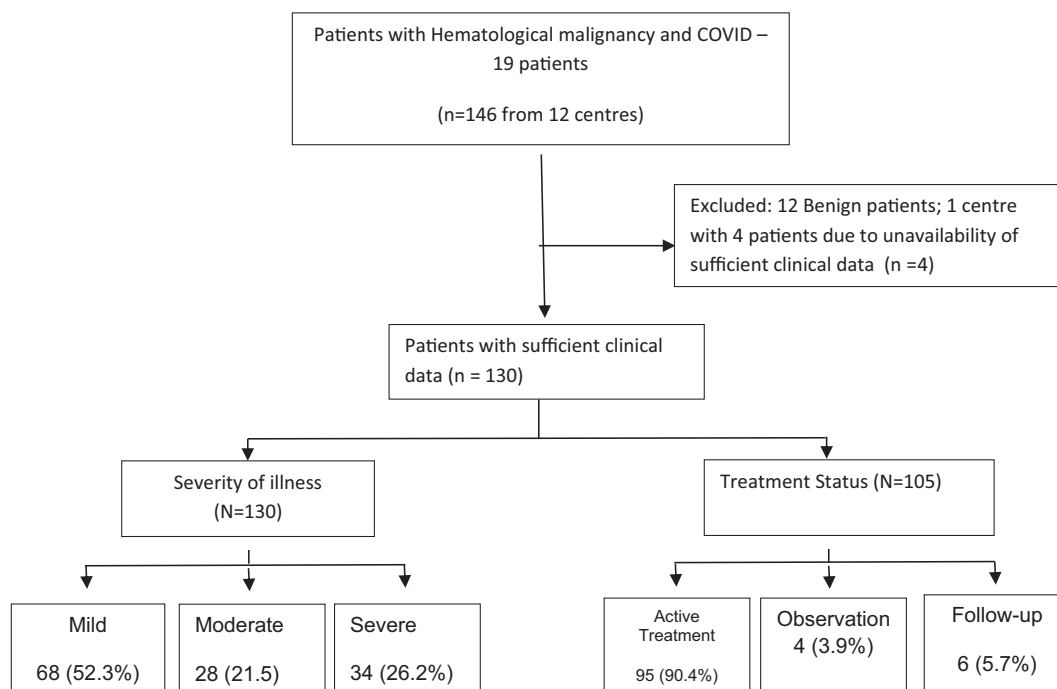 Patients with Hematological malignancy and COVID –
19 patients
(n=146 from 12 centres)
Excluded: 12 Benign patients; 1 centre
with 4 patients due to unavailability of
sufficient clinical data (n =4)
Patients with sufficient clinical
data (n = 130)
Severity of illness
(N=130)
Treatment Status (N=105)
Mild
68 (52.3%)
Moderate
28 (21.5)
Severe
34 (26.2%)
Active
Treatment
95 (90.4%)
Observation
4 (3.9%)
Follow-up
6 (5.7%)